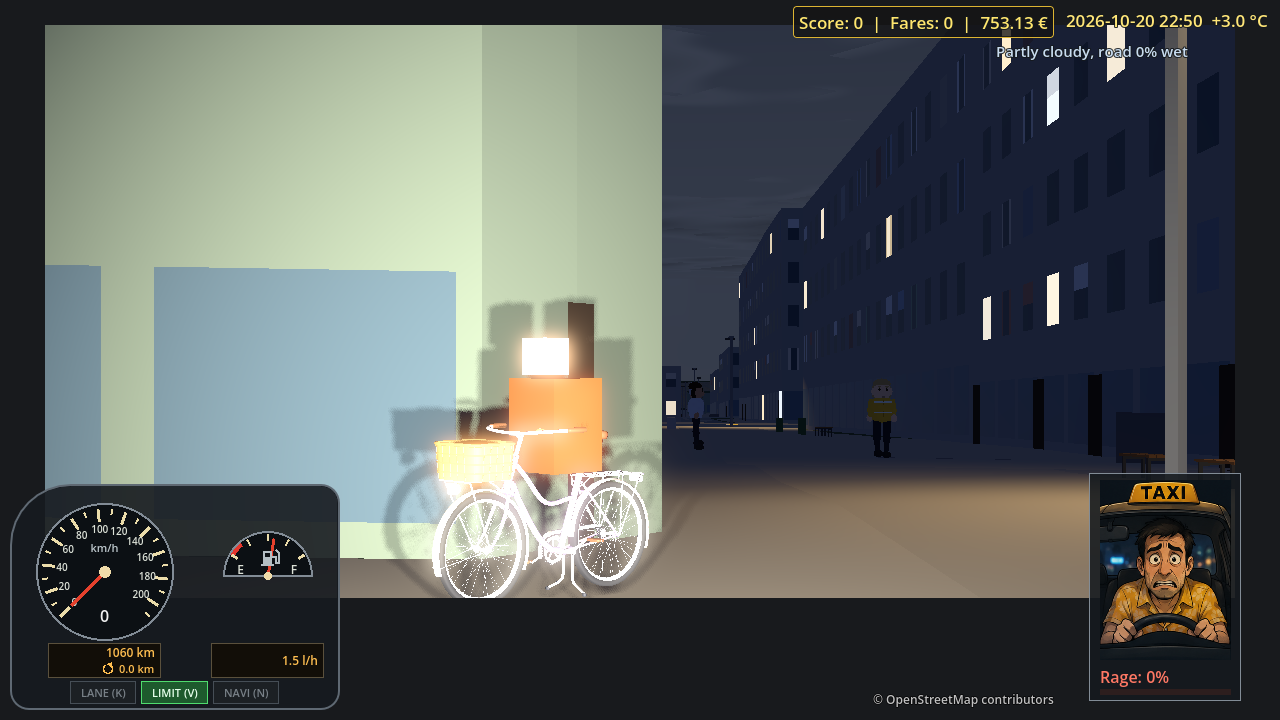 Score: 0 | Fares: 0 | 753.13 €
2026-10-20 22:50 +3.0 °C
Partly cloudy, road 0% wet
TAXI
0
20
40
60
80
100
120
140
160
180
200
km/h
0
E
F
1060 km
0.0 km
1.5 l/h
LANE (K)
LIMIT (V)
NAVI (N)
Rage: 0%
© OpenStreetMap contributors